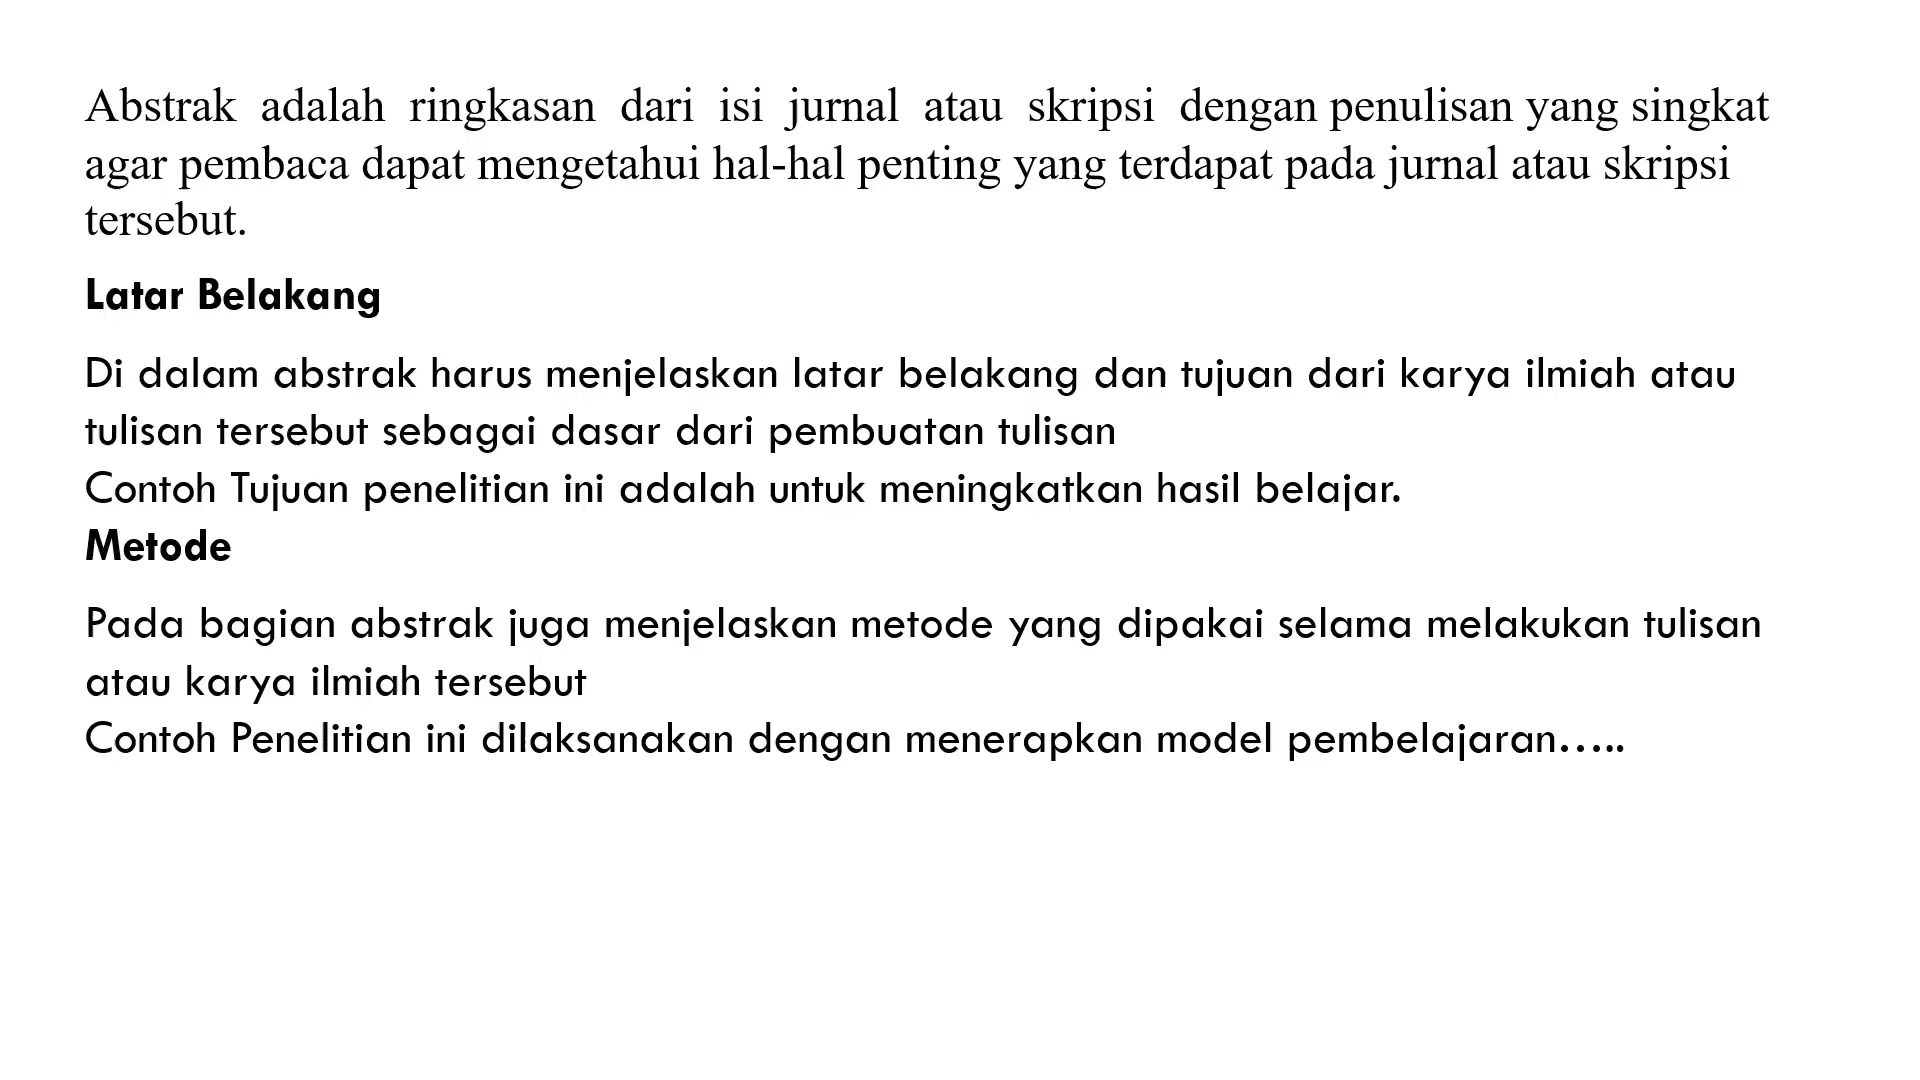 Abstrak adalah ringkasan dari isi jurnal atau skripsi dengan penulisan yang singkat
agar pembaca dapat mengetahui hal-hal penting yang terdapat pada jurnal atau skripsi
tersebut.
Latar Belakang
Di dalam abstrak harus menjelaskan latar belakang dan tujuan dari karya ilmiah atau
tulisan tersebut sebagai dasar dari pembuatan tulisan
Contoh Tujuan penelitian ini adalah untuk meningkatkan hasil belajar.
Metode
Pada bagian abstrak juga menjelaskan metode yang dipakai selama melakukan tulisan
atau karya ilmiah tersebut
Contoh Penelitian ini dilaksanakan dengan menerapkan model pembelajaran…..